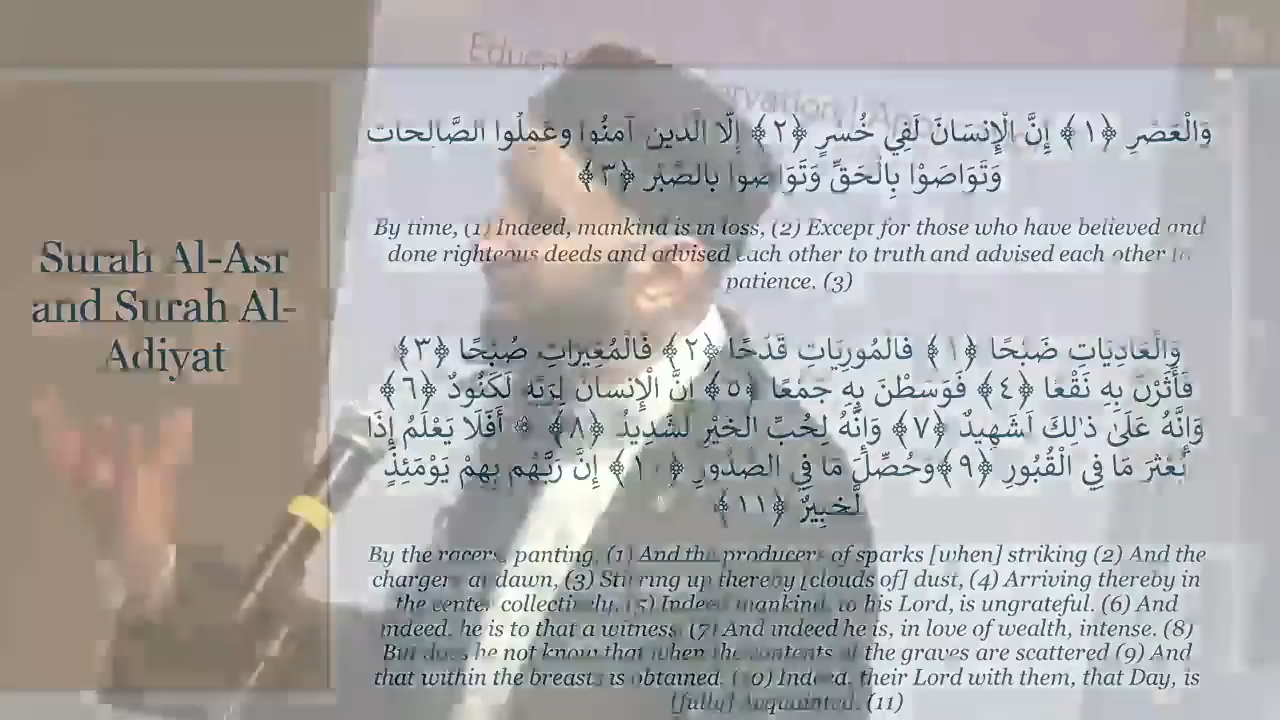 Surah Al-Asr
and Surah Al-
Adiyat
وَالْعَصْرِ ﴿١﴾ إِنَّ الْإِنسَانَ لَفِي خُسْرٍ ﴿٢﴾ إِلَّا الَّذِينَ آمَنُوا وَعَمِلُوا الصَّالِحَاتِ
وَتَوَاصَوْا بِالْحَقِّ وَتَوَاصَوْا بِالصَّبْرِ ﴿٣﴾
By time, (1) Indeed, mankind is in loss, (2) Except for those who have believed and
done righteous deeds and advised each other to truth and advised each other to
patience. (3)
وَالْعَادِيَاتِ ضَبْحًا ﴿١﴾ فَالْمُورِيَاتِ قَدْحًا ﴿٢﴾ فَالْمُغِيرَاتِ صُبْحًا ﴿٣﴾
فَأَثَرْنَ بِهِ نَقْعًا ﴿٤﴾ فَوَسَطْنَ بِهِ جَمْعًا ﴿٥﴾ إِنَّ الْإِنسَانَ لِرَبِّهِ لَكَنُودٌ ﴿٦﴾
وَإِنَّهُ عَلَىٰ ذَٰلِكَ لَشَهِيدٌ ﴿٧﴾ وَإِنَّهُ لِحُبِّ الْخَيْرِ لَشَدِيدٌ ﴿٨﴾ ۞ أَفَلَا يَعْلَمُ إِذَا
بُعْثِرَ مَا فِي الْقُبُورِ ﴿٩﴾ وَحُصِّلَ مَا فِي الصُّدُورِ ﴿١٠﴾ إِنَّ رَبَّهُم بِهِمْ يَوْمَئِذٍ
لَّخَبِيرٌ ﴿١١﴾
By the racers, panting, (1) And the producers of sparks [when] striking (2) And the
chargers at dawn, (3) Stirring up thereby [clouds of] dust, (4) Arriving thereby in
the center collectively, (5) Indeed mankind, to his Lord, is ungrateful. (6) And
indeed, he is to that a witness. (7) And indeed he is, in love of wealth, intense. (8)
But does he not know that when the contents of the graves are scattered (9) And
that within the breasts is obtained, (10) Indeed, their Lord with them, that Day, is
[fully] Acquainted. (11)